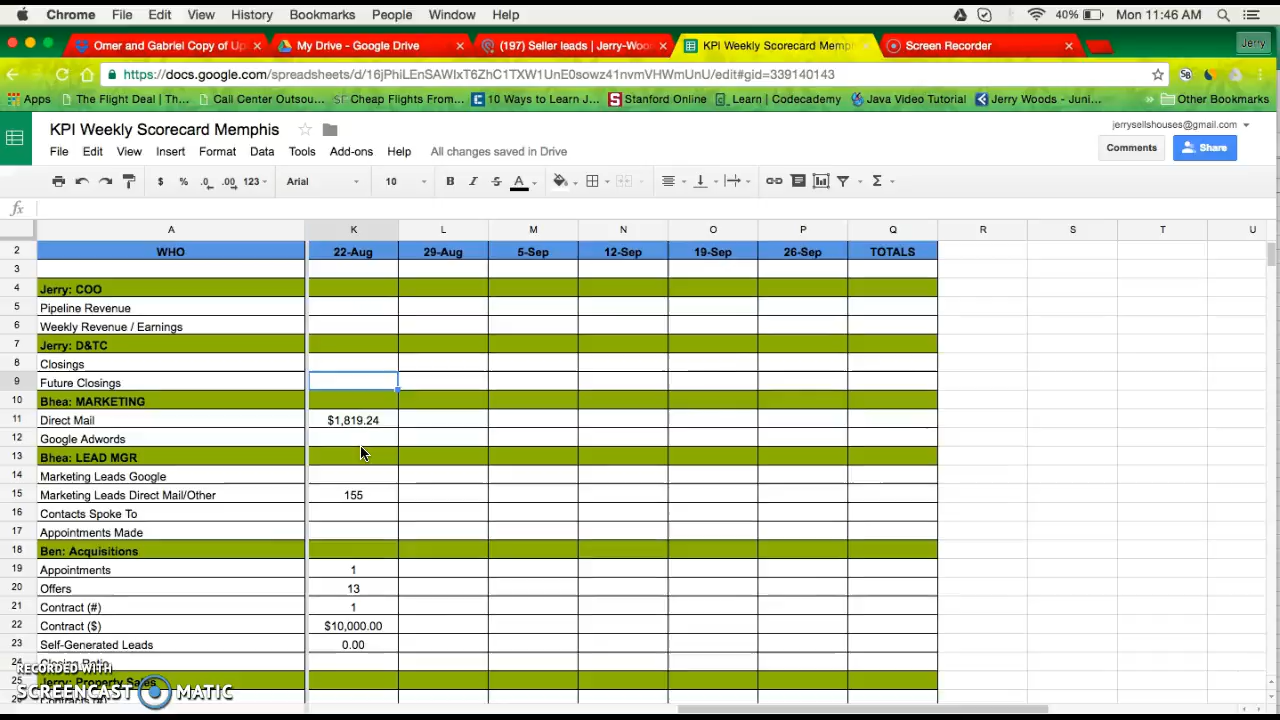 Chrome File Edit View History Bookmarks People Window Help 40% Mon 11:46 AM
Omer and Gabriel Copy of Up × My Drive - Google Drive × (197) Seller leads | Jerry-Woo × KPI Weekly Scorecard Memp × Screen Recorder × Jerry
https://docs.google.com/spreadsheets/d/16jPhiLEnSAWIxT6ZhC1TXW1UnE0sowz41nvmVHWmUnU/edit#gid=339140143
Apps The Flight Deal | Th... Call Center Outsou... SF Cheap Flights From... 10 Ways to Learn J... Stanford Online Learn | Codecademy Java Video Tutorial Jerry Woods - Juni... » Other Bookmarks
KPI Weekly Scorecard Memphis jerrysellshouses@gmail.com
File Edit View Insert Format Data Tools Add-ons Help All changes saved in Drive Comments Share
$ % .0 .00 123 Arial 10 B I S A Σ
fx
A K L M N O P Q R S T U
2 WHO 22-Aug 29-Aug 5-Sep 12-Sep 19-Sep 26-Sep TOTALS
3
4 Jerry: COO
5 Pipeline Revenue
6 Weekly Revenue / Earnings
7 Jerry: D&TC
8 Closings
9 Future Closings
10 Bhea: MARKETING
11 Direct Mail $1,819.24
12 Google Adwords
13 Bhea: LEAD MGR
14 Marketing Leads Google
15 Marketing Leads Direct Mail/Other 155
16 Contacts Spoke To
17 Appointments Made
18 Ben: Acquisitions
19 Appointments 1
20 Offers 13
21 Contract (#) 1
22 Contract ($) $10,000.00
23 Self-Generated Leads 0.00
24 Closing Ratio
RECORDED WITH
25 Jerry: Property Sales
SCREENCAST MATIC
Contracts (#)